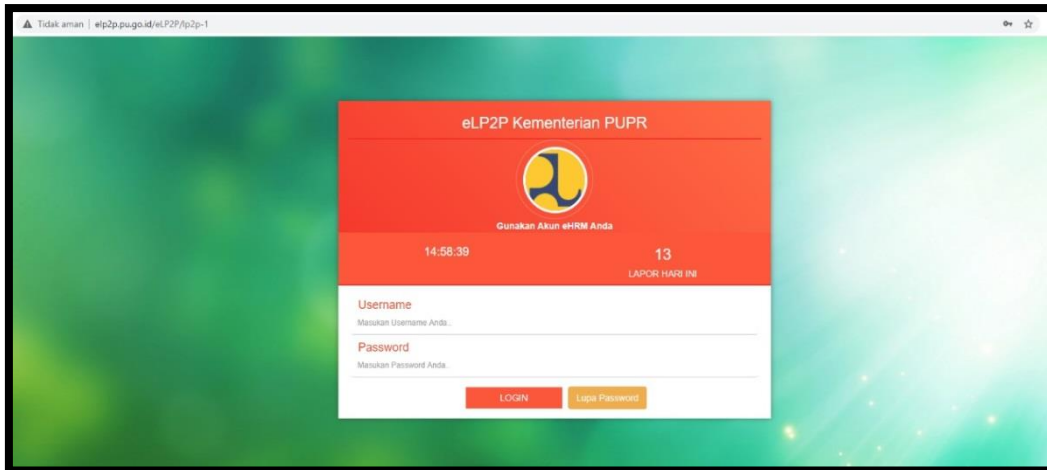 Tidak aman | elp2p.pu.go.id/eLP2P/lp2p-1
eLP2P Kementerian PUPR
Gunakan Akun eHRM Anda
14:58:39
13
LAPOR HARI INI
Username
Masukan Username Anda..
Password
Masukan Password Anda..
LOGIN
Lupa Password